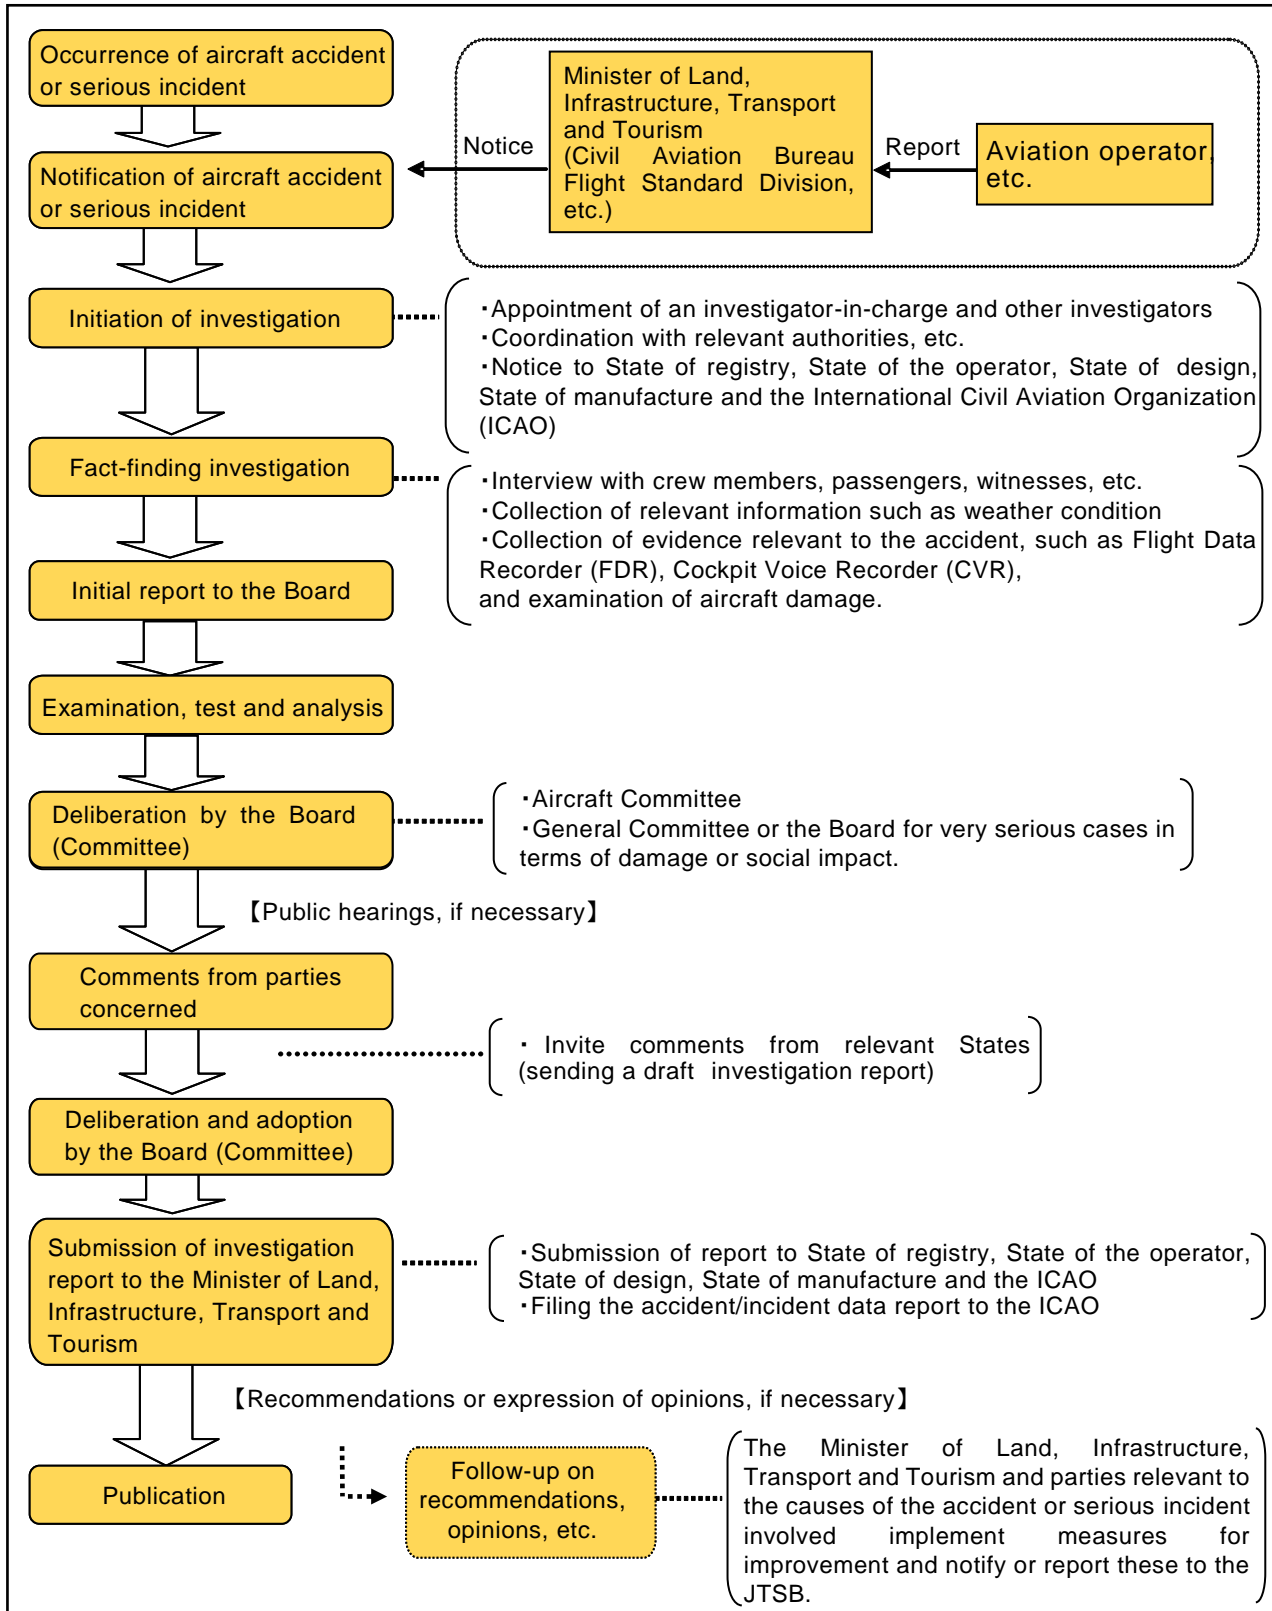 Occurrence of aircraft accident
or serious incident
Minister of Land,
Infrastructure, Transport
and Tourism
(Civil Aviation Bureau
Flight Standard Division,
etc.)
Notice
Report
Aviation operator,
etc.
Notification of aircraft accident
or serious incident
Initiation of investigation
・Appointment of an investigator-in-charge and other investigators
・Coordination with relevant authorities, etc.
・Notice to State of registry, State of the operator, State of design,
State of manufacture and the International Civil Aviation Organization
(ICAO)
Fact-finding investigation
・Interview with crew members, passengers, witnesses, etc.
・Collection of relevant information such as weather condition
・Collection of evidence relevant to the accident, such as Flight Data
Recorder (FDR), Cockpit Voice Recorder (CVR),
and examination of aircraft damage.
Initial report to the Board
Examination, test and analysis
Deliberation by the Board
(Committee)
・Aircraft Committee
・General Committee or the Board for very serious cases in
terms of damage or social impact.
【Public hearings, if necessary】
Comments from parties
concerned
・ Invite comments from relevant States
(sending a draft investigation report)
Deliberation and adoption
by the Board (Committee)
Submission of investigation
report to the Minister of Land,
Infrastructure, Transport and
Tourism
・Submission of report to State of registry, State of the operator,
State of design, State of manufacture and the ICAO
・Filing the accident/incident data report to the ICAO
【Recommendations or expression of opinions, if necessary】
Publication
Follow-up on
recommendations,
opinions, etc.
The Minister of Land, Infrastructure,
Transport and Tourism and parties relevant to
the causes of the accident or serious incident
involved implement measures for
improvement and notify or report these to the
JTSB.